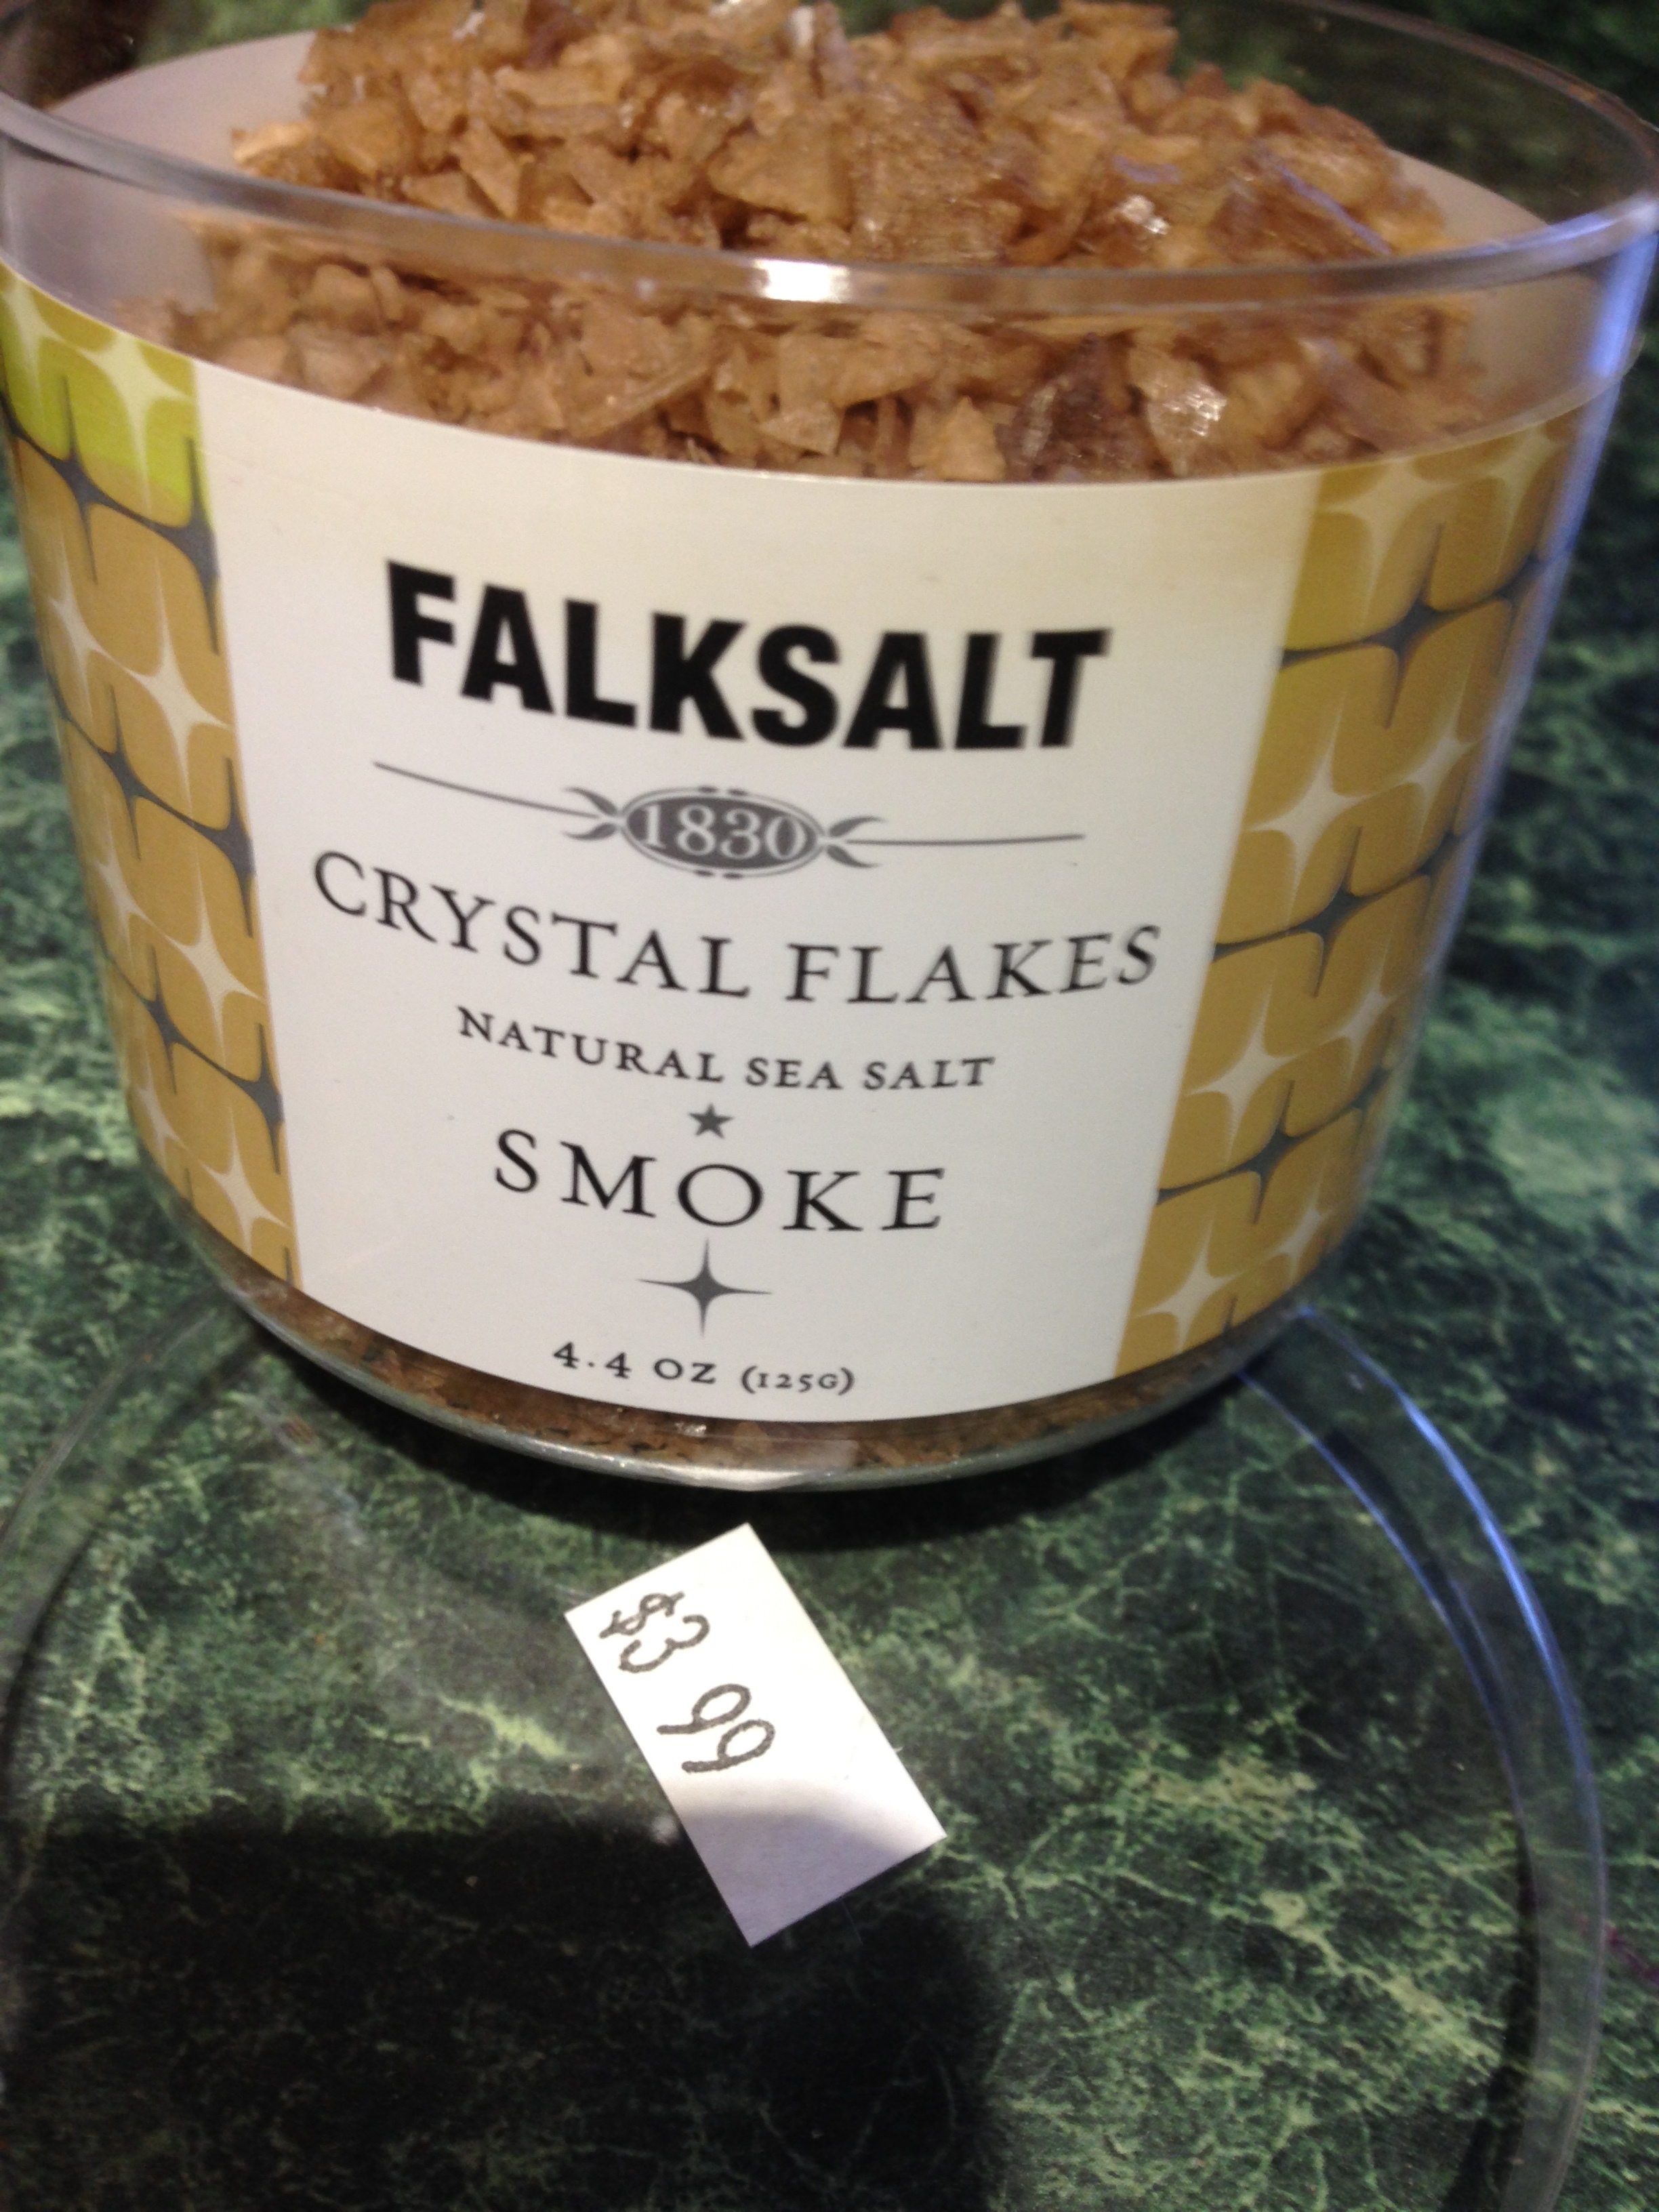 FALKSALT
1830
CRYSTAL FLAKES
NATURAL SEA SALT
SMOKE
4.4 OZ (125G)
$3 99